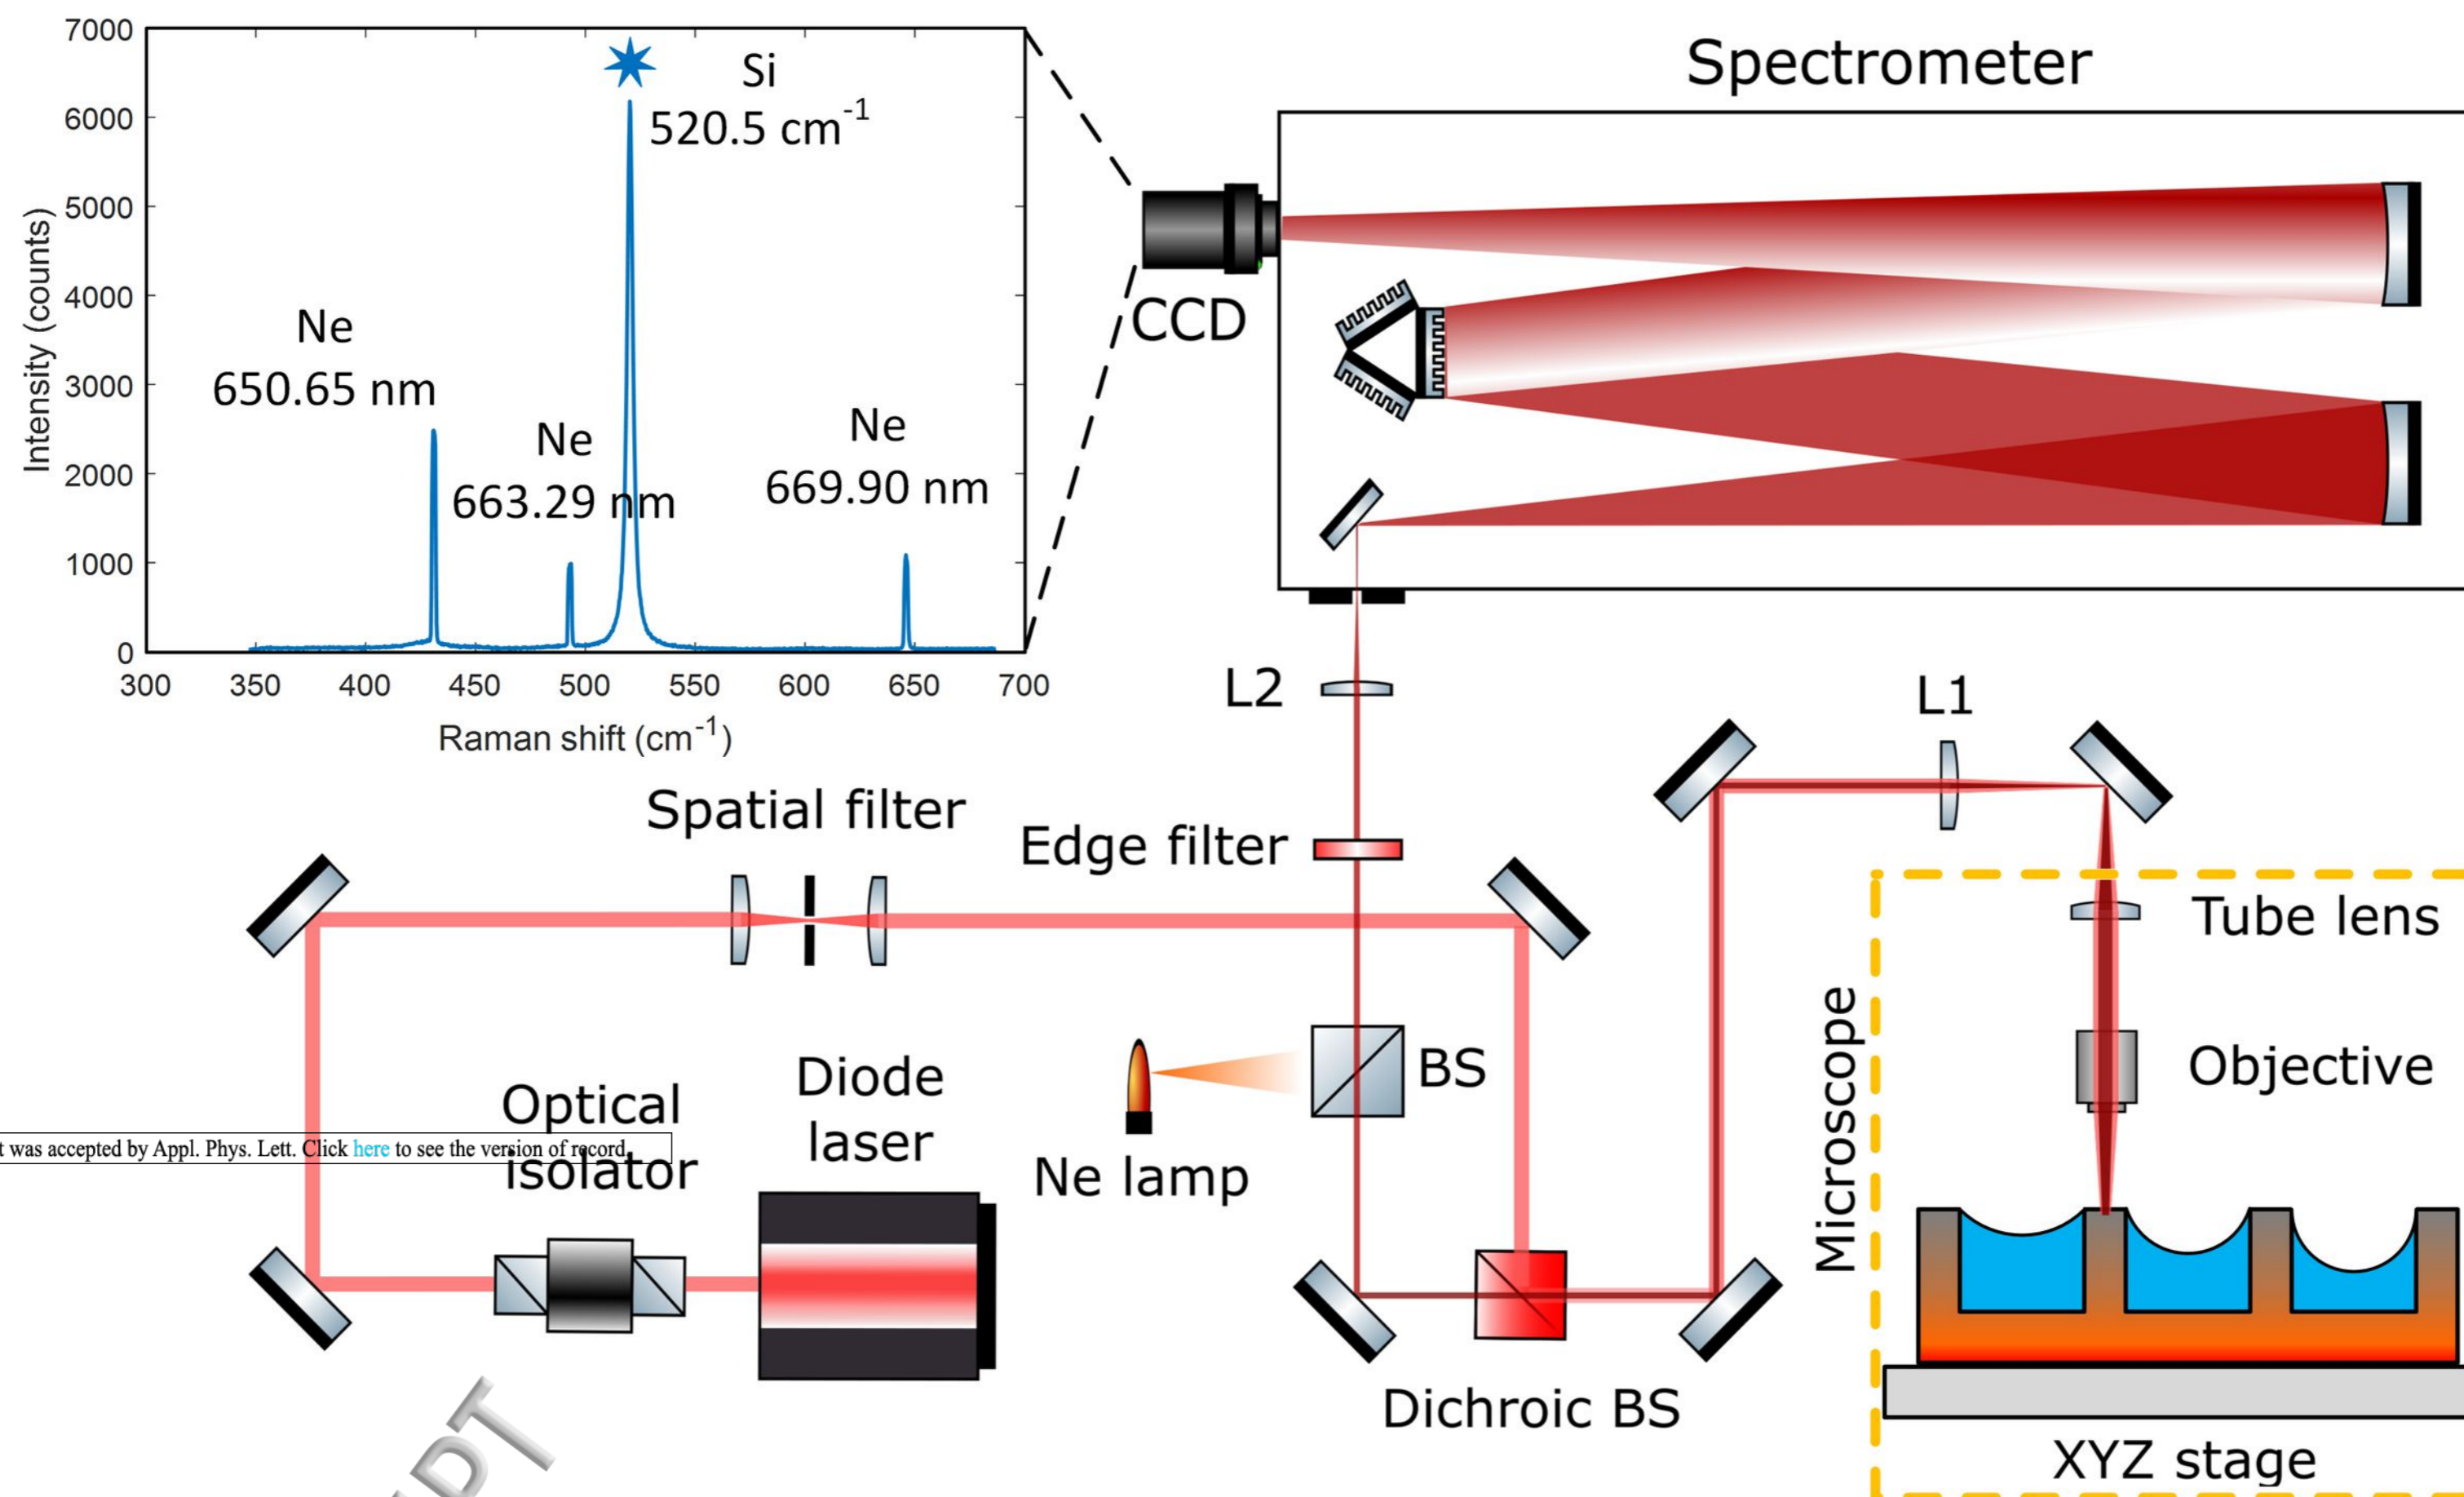 7000
6000
5000
4000
3000
2000
1000
0
Intensity (counts)
300 350 400 450 500 550 600 650 700
Raman shift (cm-1)
Si
520.5 cm-1
Ne
650.65 nm
Ne
663.29 nm
Ne
669.90 nm
Spectrometer
CCD
L2
L1
Spatial filter
Edge filter
Tube lens
Microscope
Objective
BS
Diode
laser
Optical
isolator
Ne lamp
t was accepted by Appl. Phys. Lett. Click here to see the version of record.
Dichroic BS
XYZ stage